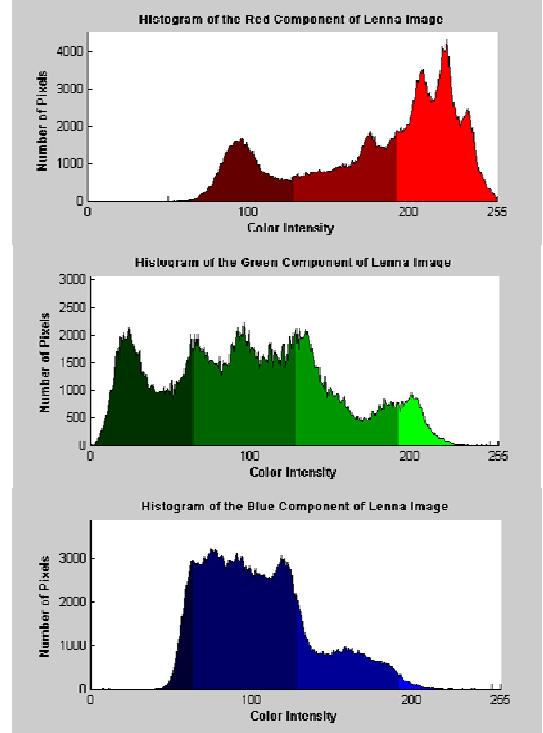 Histogram of the Red Component of Lenna Image
Number of Pixels
4000
3000
2000
1000
0
0 100 200 255
Color Intensity
Histogram of the Green Component of Lenna Image
Number of Pixels
3000
2500
2000
1500
1000
500
0
0 100 200 255
Color Intensity
Histogram of the Blue Component of Lenna Image
Number of Pixels
3000
2000
1000
0
0 100 200 255
Color Intensity